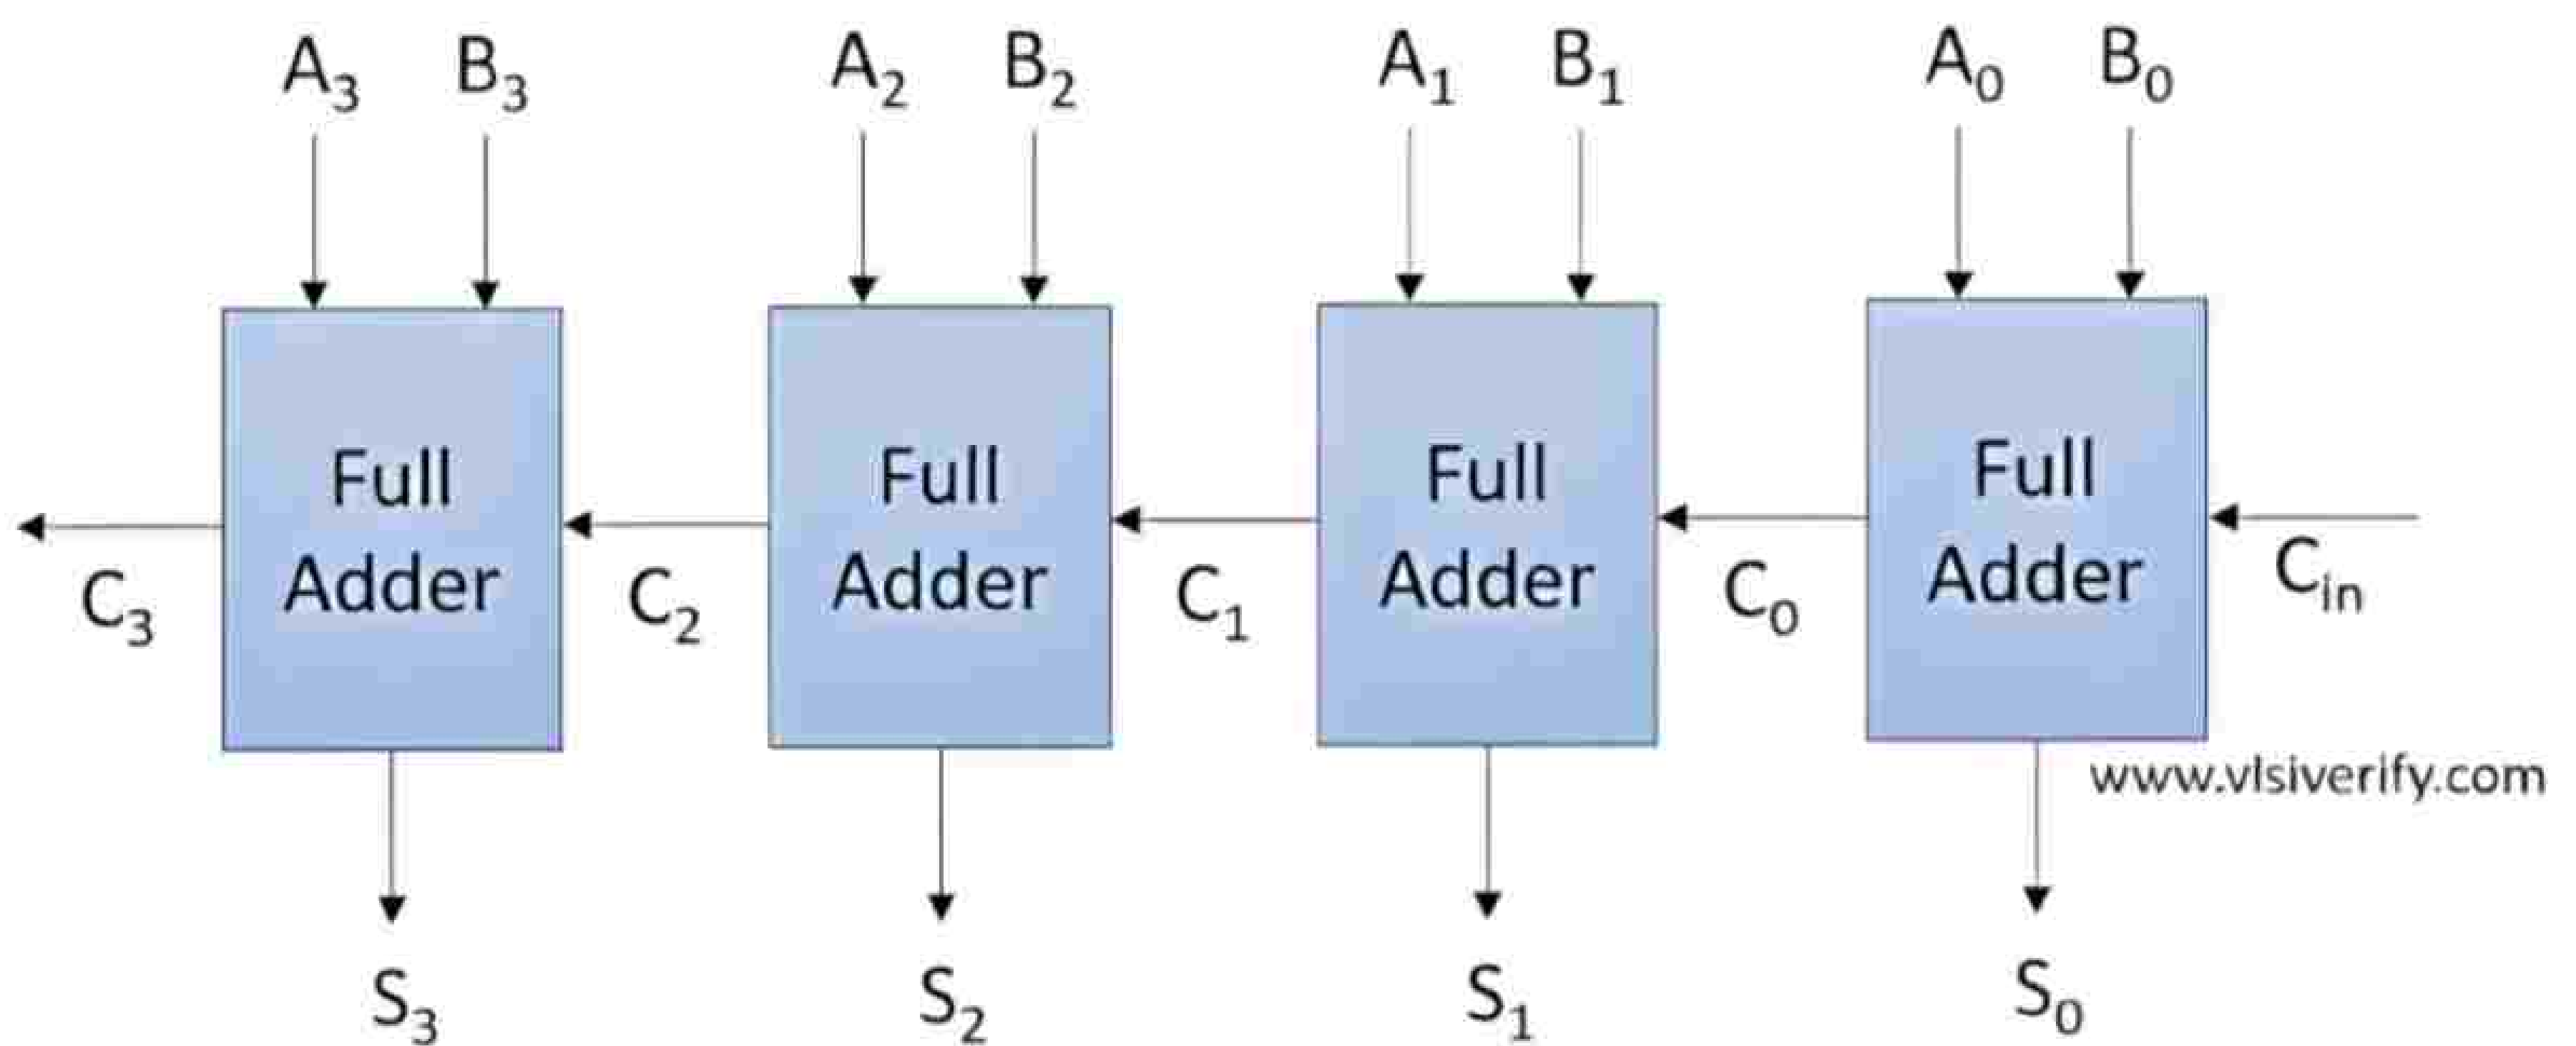 A₃ B₃ A₂ B₂ A₁ B₁ A₀ B₀
Full Full Full Full
Adder Adder Adder Adder
C₃ C₂ C₁ C₀ Cᵢₙ
www.vlsiverify.com
S₃ S₂ S₁ S₀